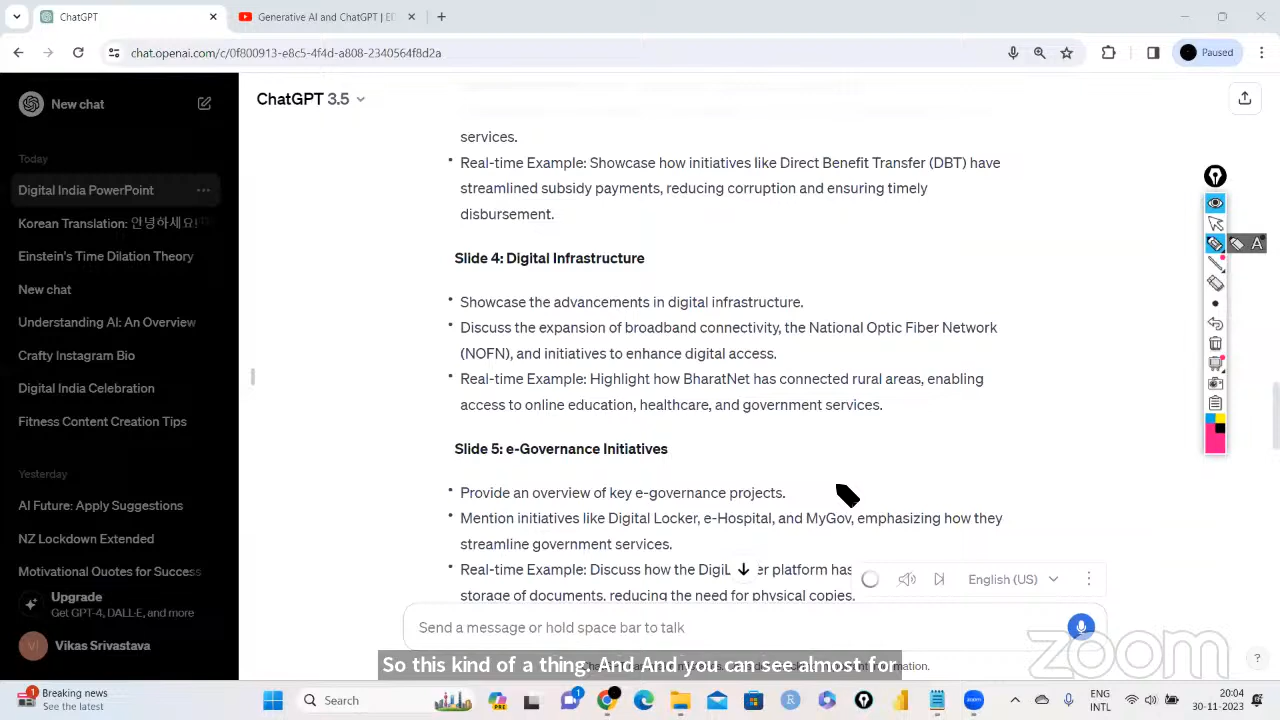 ChatGPT
Generative AI and ChatGPT | E
chat.openai.com/c/0f800913-e8c5-4f4d-a808-2340564f8d2a
Paused
New chat
ChatGPT 3.5
Today
Digital India PowerPoint
Korean Translation: 안녕하세요!
Einstein's Time Dilation Theory
New chat
Understanding AI: An Overview
Crafty Instagram Bio
Digital India Celebration
Fitness Content Creation Tips
Yesterday
AI Future: Apply Suggestions
NZ Lockdown Extended
Motivational Quotes for Success
Upgrade
Get GPT-4, DALL·E, and more
VI
Vikas Srivastava
services.
• Real-time Example: Showcase how initiatives like Direct Benefit Transfer (DBT) have
streamlined subsidy payments, reducing corruption and ensuring timely
disbursement.
Slide 4: Digital Infrastructure
• Showcase the advancements in digital infrastructure.
• Discuss the expansion of broadband connectivity, the National Optic Fiber Network
(NOFN), and initiatives to enhance digital access.
• Real-time Example: Highlight how BharatNet has connected rural areas, enabling
access to online education, healthcare, and government services.
Slide 5: e-Governance Initiatives
• Provide an overview of key e-governance projects.
• Mention initiatives like Digital Locker, e-Hospital, and MyGov, emphasizing how they
streamline government services.
• Real-time Example: Discuss how the DigiL er platform has
storage of documents, reducing the need for physical copies.
English (US)
Send a message or hold space bar to talk
So this kind of a thing. And And you can see almost for
zoom
Breaking news
See the latest
Search
ENG
INTL
20:04
30-11-2023